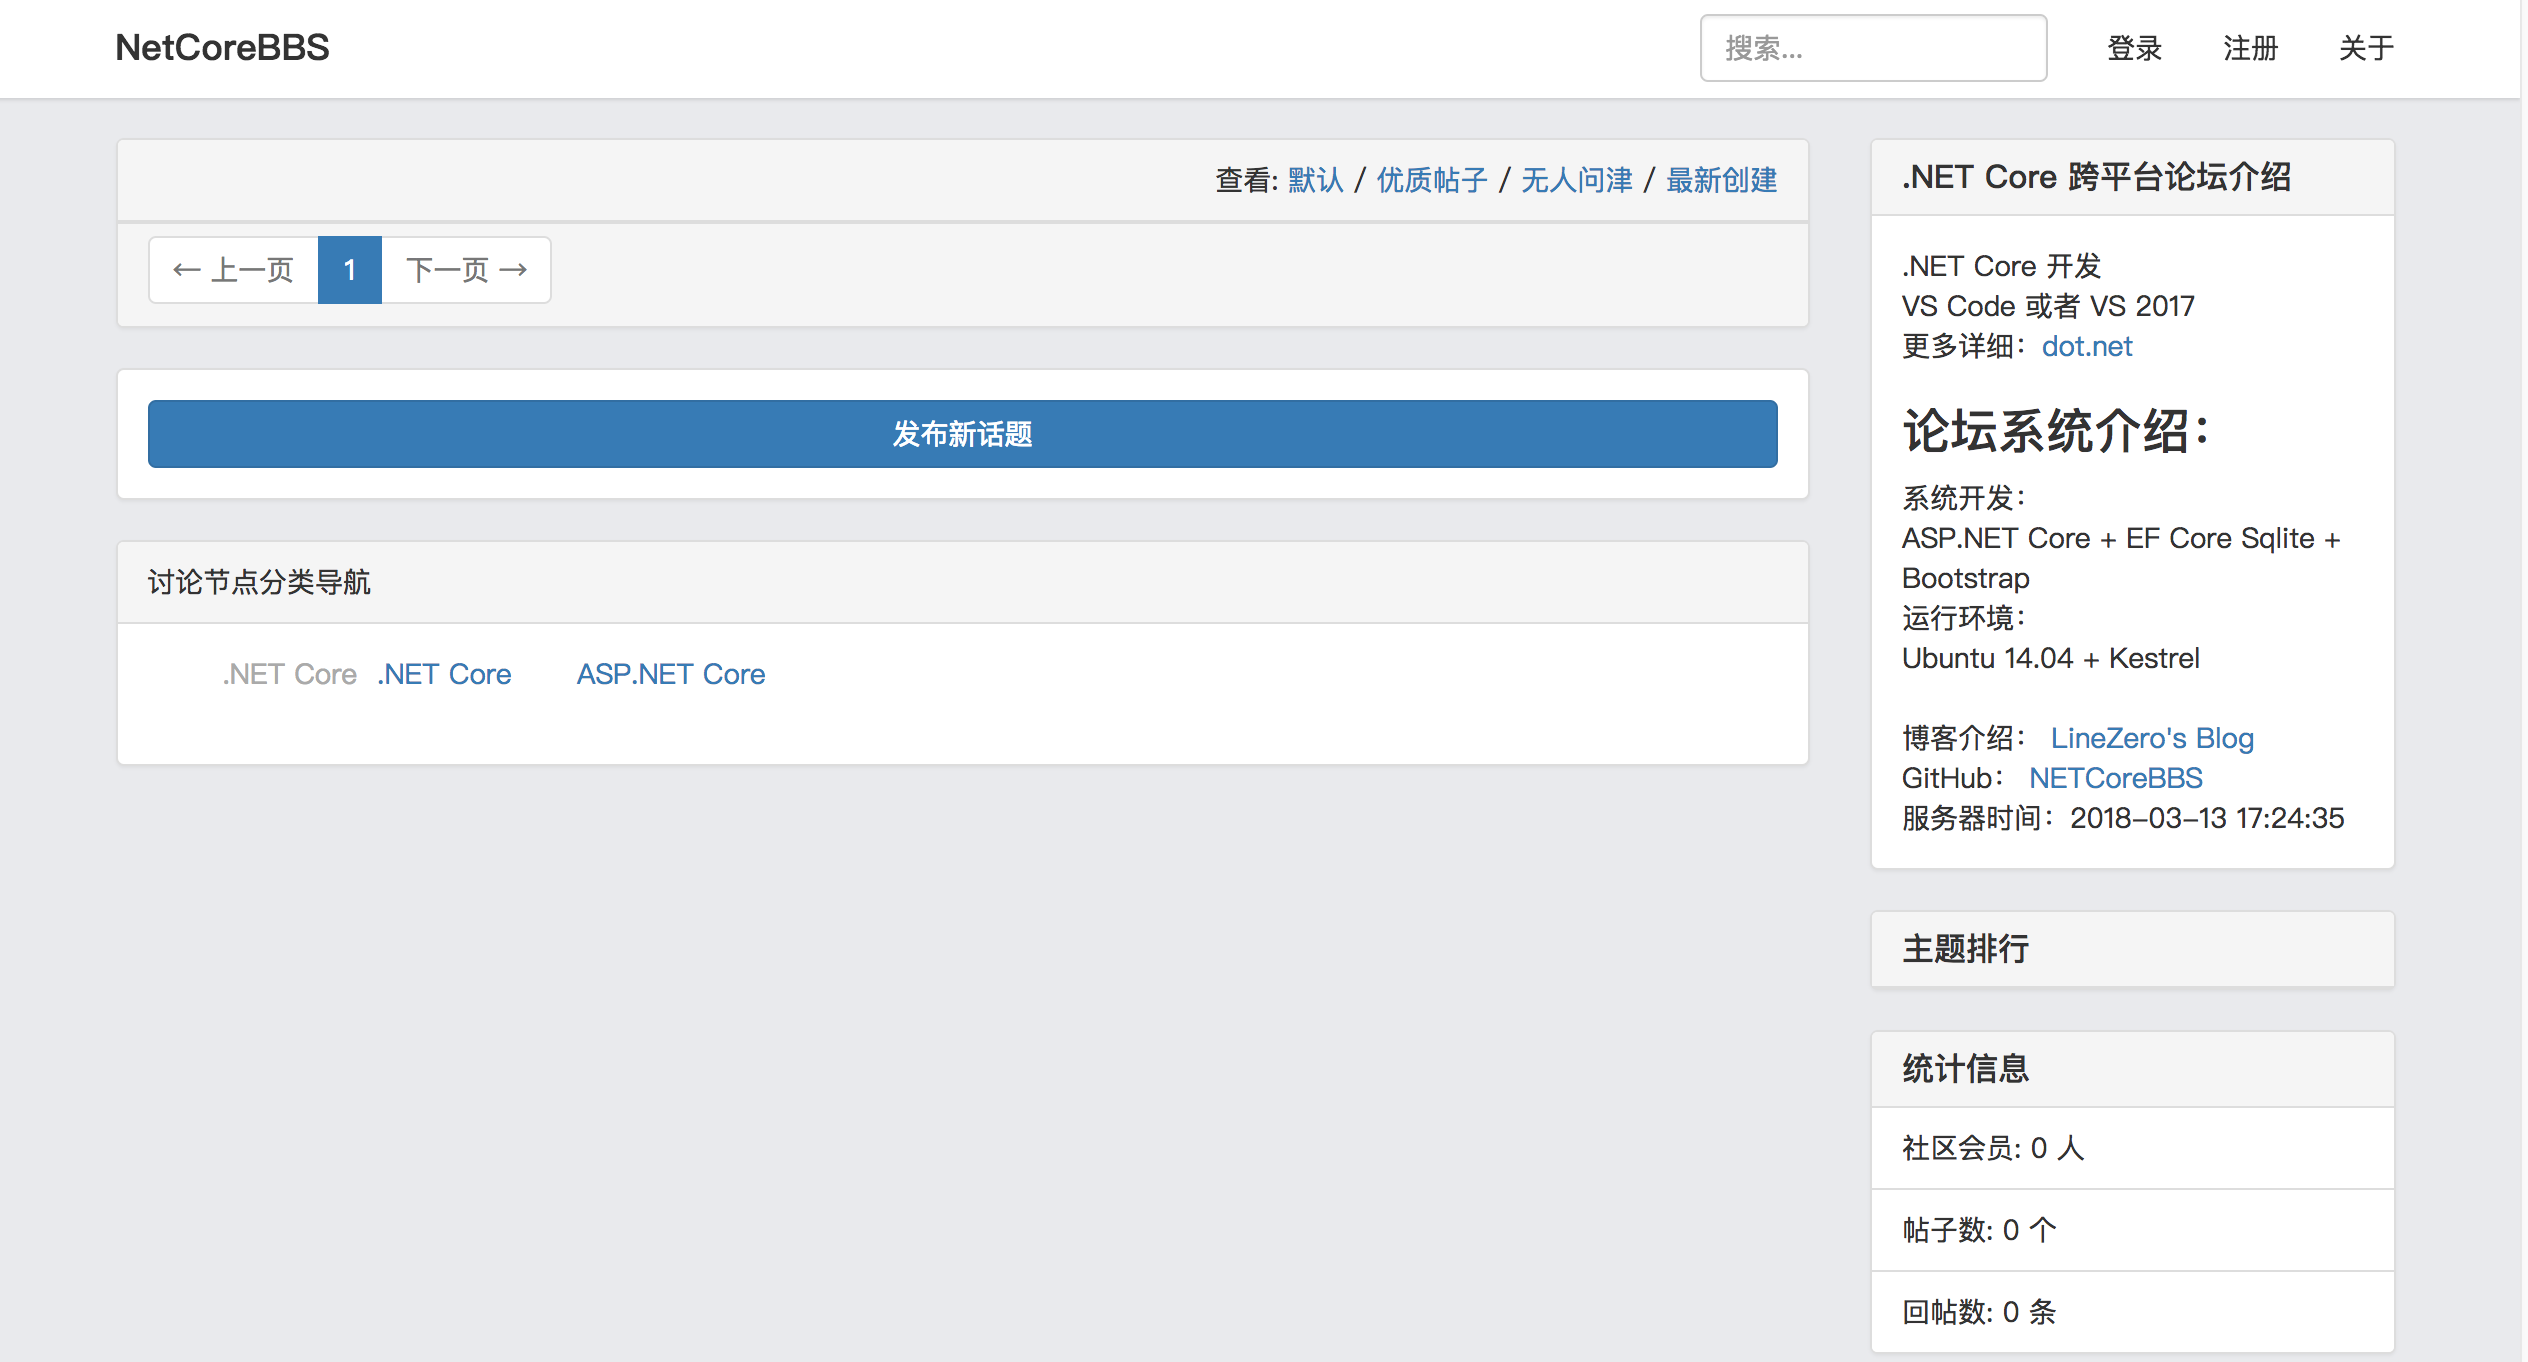 NetCoreBBS
搜索...
登录
注册
关于
查看: 默认 / 优质帖子 / 无人问津 / 最新创建
← 上一页
1
下一页 →
发布新话题
讨论节点分类导航
.NET Core .NET Core ASP.NET Core
.NET Core 跨平台论坛介绍
.NET Core 开发
VS Code 或者 VS 2017
更多详细：dot.net
论坛系统介绍：
系统开发：
ASP.NET Core + EF Core Sqlite +
Bootstrap
运行环境：
Ubuntu 14.04 + Kestrel
博客介绍： LineZero's Blog
GitHub： NETCoreBBS
服务器时间：2018-03-13 17:24:35
主题排行
统计信息
社区会员: 0 人
帖子数: 0 个
回帖数: 0 条